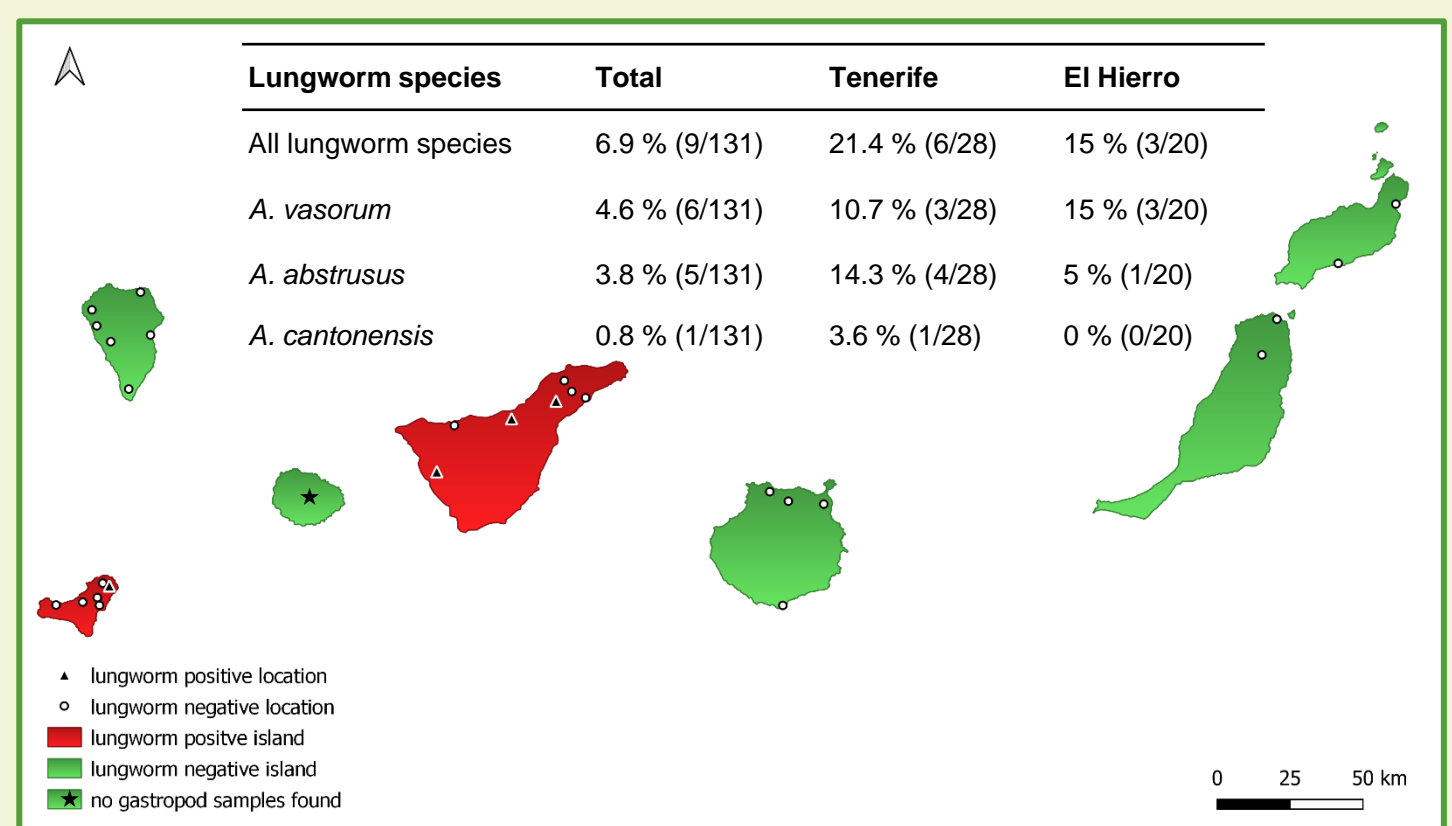 Lungworm species Total Tenerife El Hierro
All lungworm species 6.9 % (9/131) 21.4 % (6/28) 15 % (3/20)
A. vasorum 4.6 % (6/131) 10.7 % (3/28) 15 % (3/20)
A. abstrusus 3.8 % (5/131) 14.3 % (4/28) 5 % (1/20)
A. cantonensis 0.8 % (1/131) 3.6 % (1/28) 0 % (0/20)
lungworm positive location
lungworm negative location
lungworm positve island
lungworm negative island
no gastropod samples found
0 25 50 km